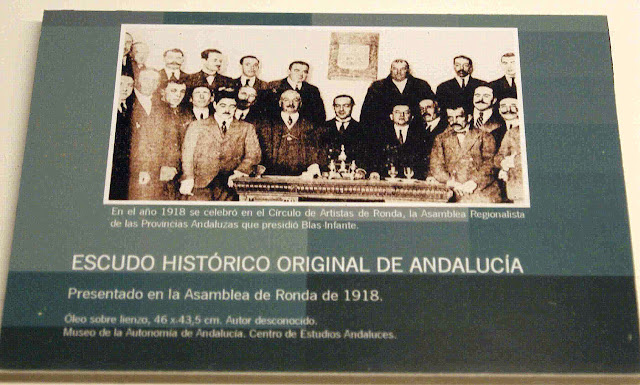 En el año 1918 se celebró en el Círculo de Artistas de Ronda, la Asamblea Regionalista
de las Provincias Andaluzas que presidió Blas Infante.
ESCUDO HISTÓRICO ORIGINAL DE ANDALUCÍA
Presentado en la Asamblea de Ronda de 1918.
Óleo sobre lienzo, 46 x 43,5 cm. Autor desconocido.
Museo de la Autonomía de Andalucía. Centro de Estudios Andaluces.